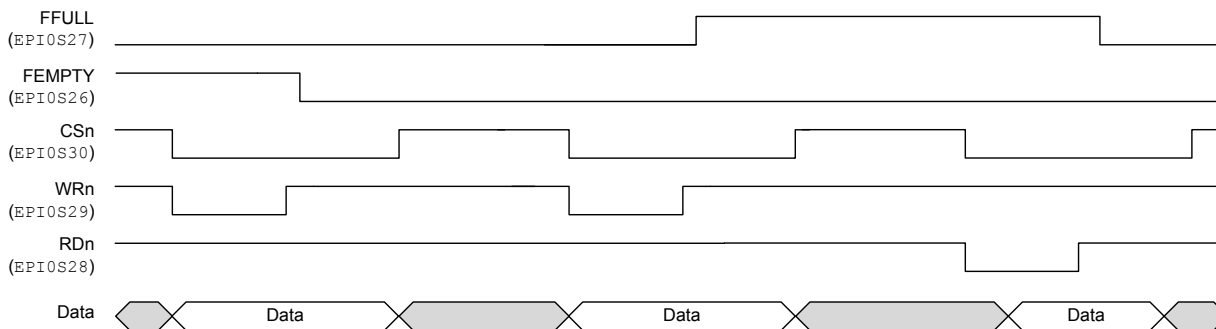 FFULL
(EPI0S27)
FEMPTY
(EPI0S26)
CSn
(EPI0S30)
WRn
(EPI0S29)
RDn
(EPI0S28)
Data Data Data Data